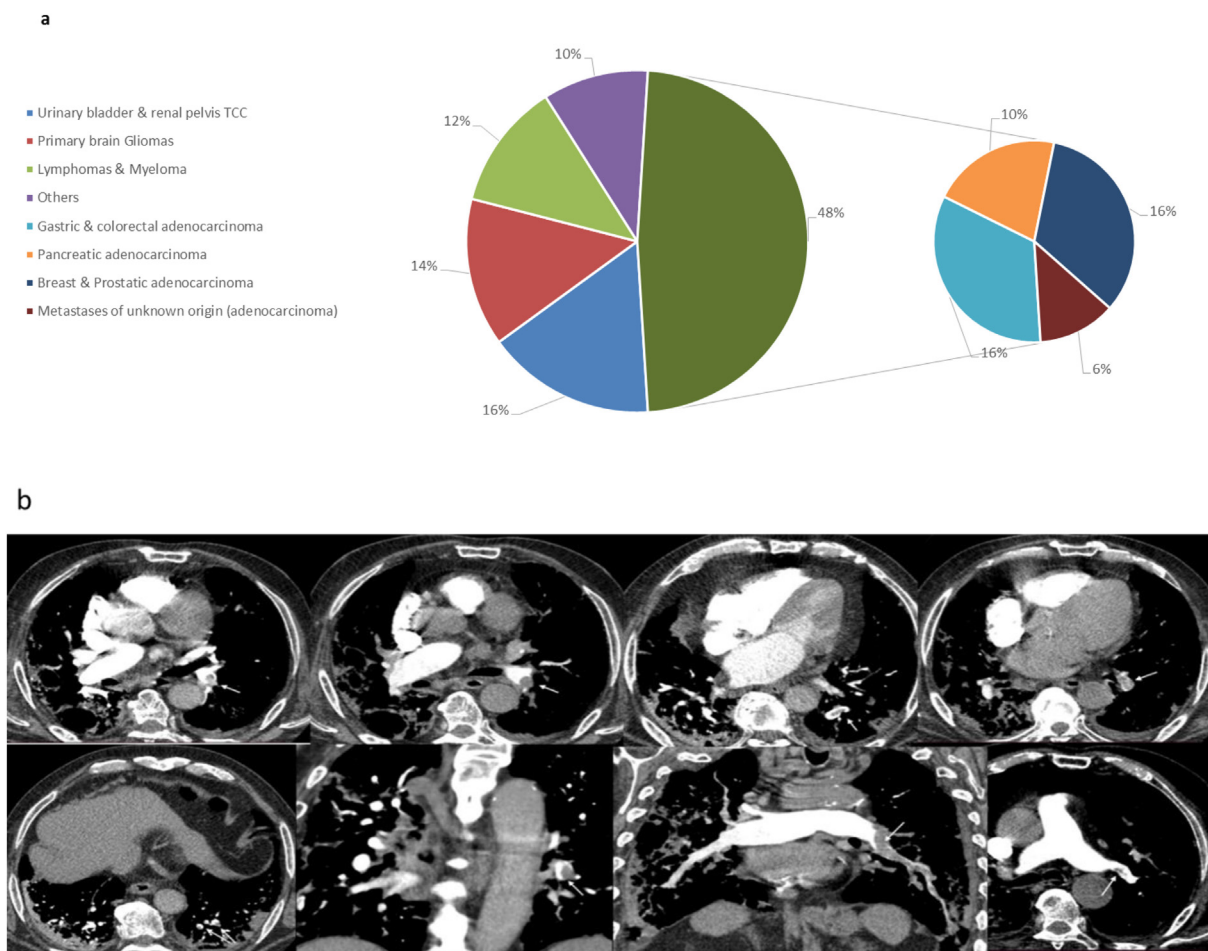 a
Urinary bladder & renal pelvis TCC
Primary brain Gliomas
Lymphomas & Myeloma
Others
Gastric & colorectal adenocarcinoma
Pancreatic adenocarcinoma
Breast & Prostatic adenocarcinoma
Metastases of unknown origin (adenocarcinoma)
10%
12%
14%
16%
48%
10%
16%
16%
6%
b